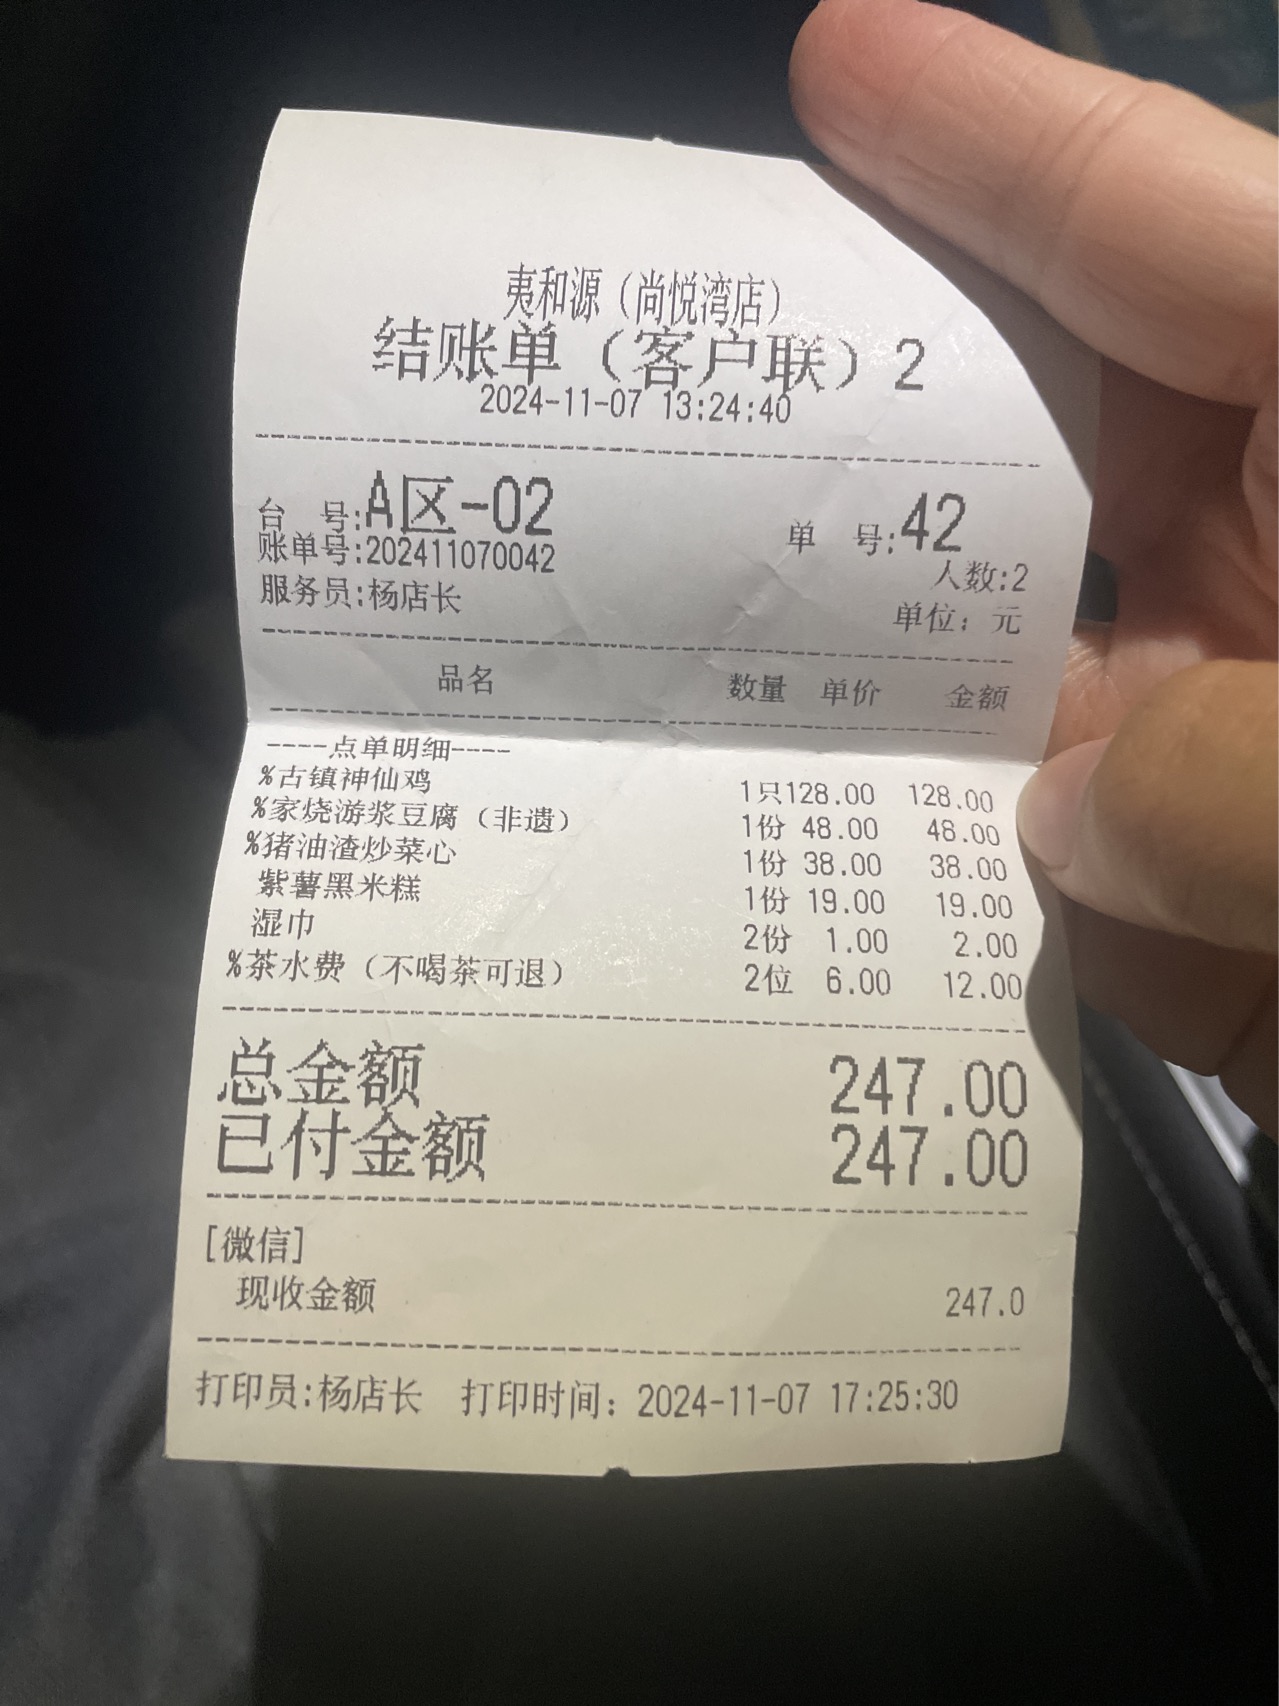 夷和源（尚悦湾店）
结账单（客户联）2
2024-11-07 13:24:40
台 号:A区-02 单 号:42
账单号:202411070042 人数:2
服务员:杨店长 单位：元
品名 数量 单价 金额
----点单明细----
%古镇神仙鸡 1只128.00 128.00
%家烧游浆豆腐（非遗） 1份 48.00 48.00
%猪油渣炒菜心 1份 38.00 38.00
紫薯黑米糕 1份 19.00 19.00
湿巾 2份 1.00 2.00
%茶水费（不喝茶可退） 2位 6.00 12.00
总金额 247.00
已付金额 247.00
[微信]
现收金额 247.0
打印员:杨店长 打印时间：2024-11-07 17:25:30